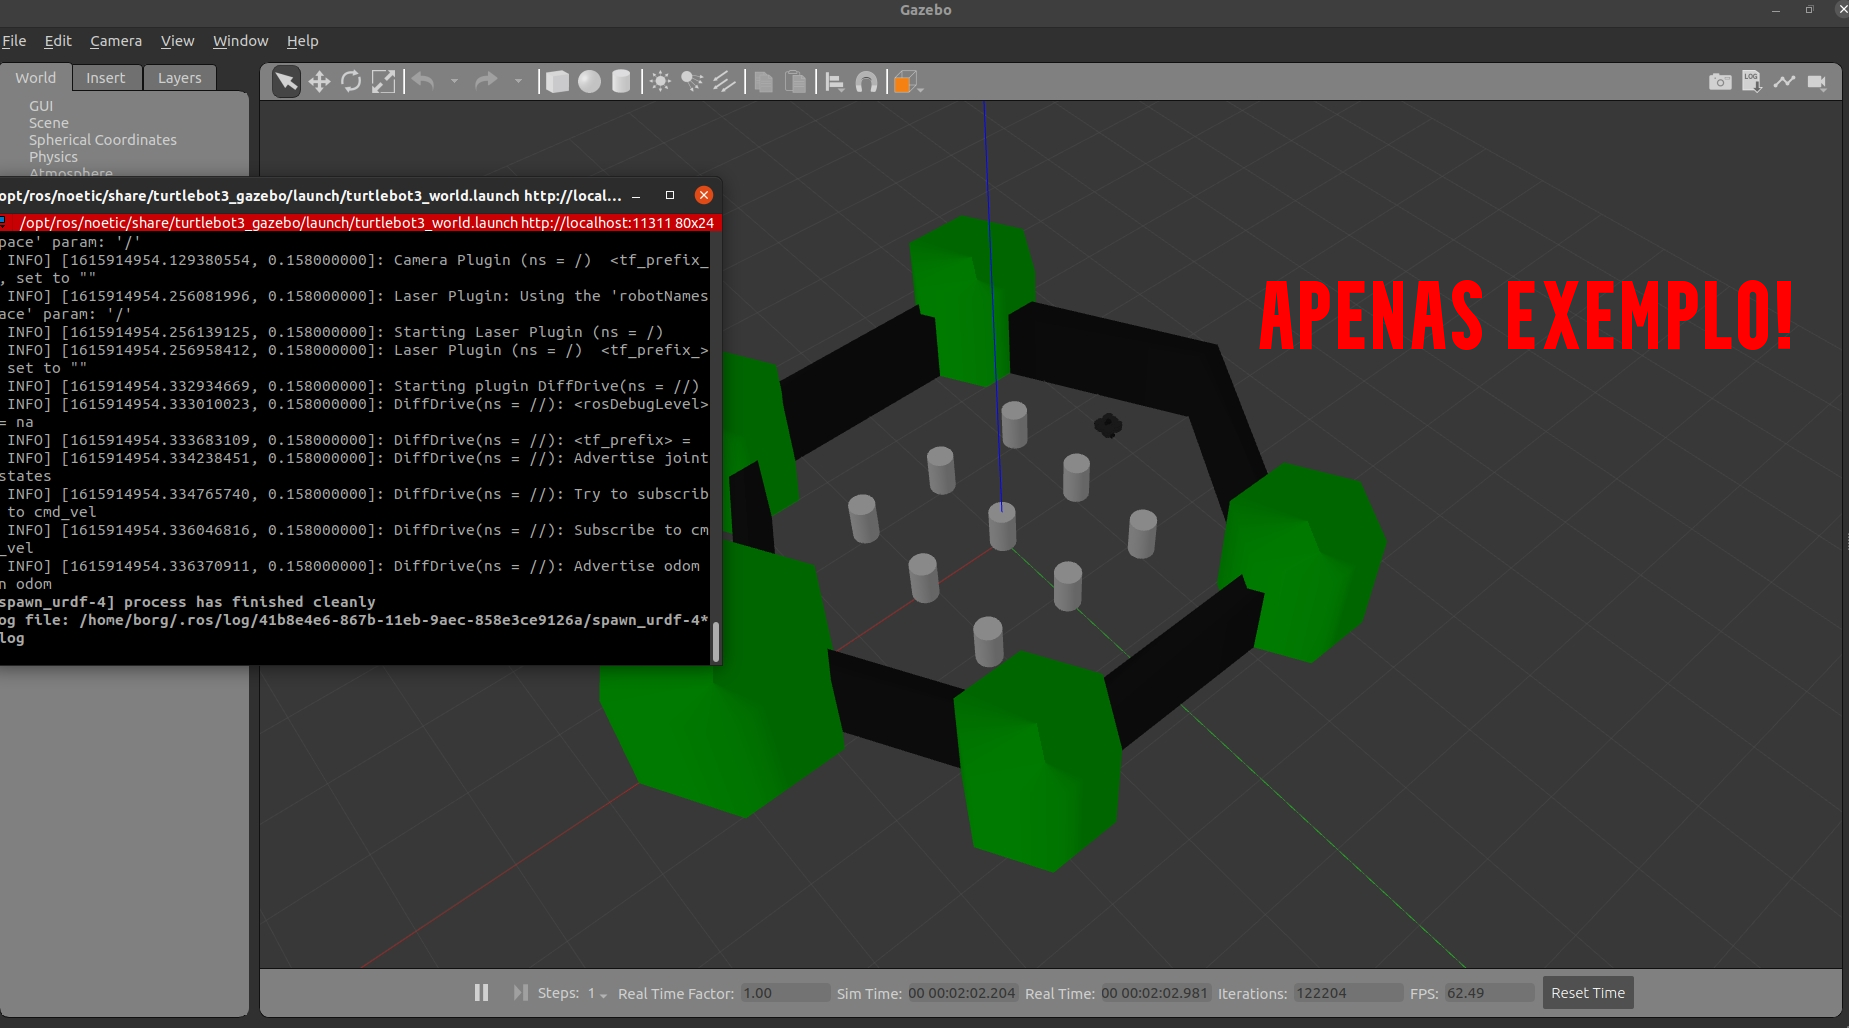 Gazebo
File Edit Camera View Window Help
World Insert Layers
GUI
Scene
Spherical Coordinates
Physics
Atmosphere
opt/ros/noetic/share/turtlebot3_gazebo/launch/turtlebot3_world.launch http://local...
/opt/ros/noetic/share/turtlebot3_gazebo/launch/turtlebot3_world.launch http://localhost:11311 80x24
pace' param: '/'
INFO] [1615914954.129380554, 0.158000000]: Camera Plugin (ns = /) <tf_prefix_
, set to ""
INFO] [1615914954.256081996, 0.158000000]: Laser Plugin: Using the 'robotNames
ace' param: '/'
INFO] [1615914954.256139125, 0.158000000]: Starting Laser Plugin (ns = /)
INFO] [1615914954.256958412, 0.158000000]: Laser Plugin (ns = /) <tf_prefix_>
set to ""
INFO] [1615914954.332934669, 0.158000000]: Starting plugin DiffDrive(ns = //)
INFO] [1615914954.333010023, 0.158000000]: DiffDrive(ns = //): <rosDebugLevel>
= na
INFO] [1615914954.333683109, 0.158000000]: DiffDrive(ns = //): <tf_prefix> =
INFO] [1615914954.334238451, 0.158000000]: DiffDrive(ns = //): Advertise joint
states
INFO] [1615914954.334765740, 0.158000000]: DiffDrive(ns = //): Try to subscrib
to cmd_vel
INFO] [1615914954.336046816, 0.158000000]: DiffDrive(ns = //): Subscribe to cm
_vel
INFO] [1615914954.336370911, 0.158000000]: DiffDrive(ns = //): Advertise odom
n odom
spawn_urdf-4] process has finished cleanly
og file: /home/borg/.ros/log/41b8e4e6-867b-11eb-9aec-858e3ce9126a/spawn_urdf-4*
log
APENAS EXEMPLO!
LOG
Steps: 1 Real Time Factor: 1.00 Sim Time: 00 00:02:02.204 Real Time: 00 00:02:02.981 Iterations: 122204 FPS: 62.49 Reset Time